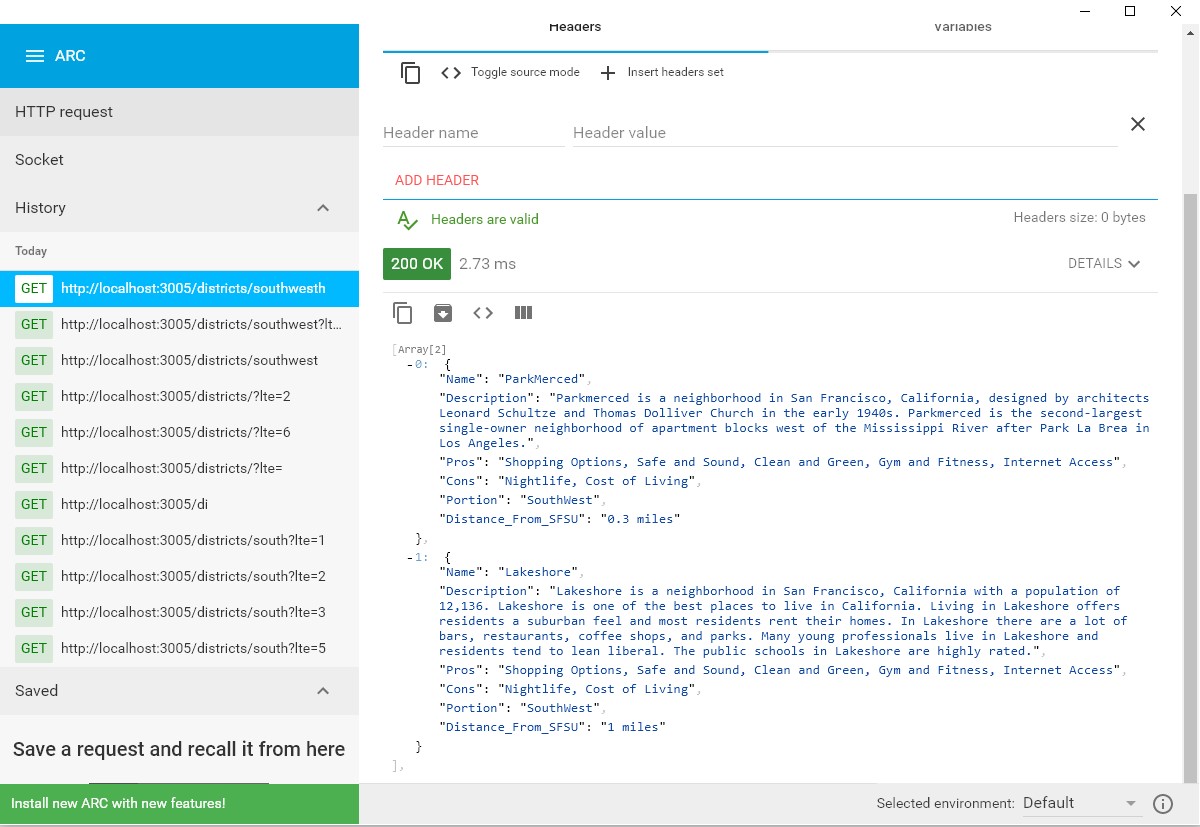 ARC
HTTP request
Socket
History
Today
GET http://localhost:3005/districts/southwesth
GET http://localhost:3005/districts/southwest?lt...
GET http://localhost:3005/districts/southwest
GET http://localhost:3005/districts/?lte=2
GET http://localhost:3005/districts/?lte=6
GET http://localhost:3005/districts/?lte=
GET http://localhost:3005/di
GET http://localhost:3005/districts/south?lte=1
GET http://localhost:3005/districts/south?lte=2
GET http://localhost:3005/districts/south?lte=3
GET http://localhost:3005/districts/south?lte=5
Saved
Save a request and recall it from here
Install new ARC with new features!
Headers Variables
Toggle source mode Insert headers set
Header name Header value
ADD HEADER
Headers are valid Headers size: 0 bytes
200 OK 2.73 ms DETAILS
[Array[2]
-0: {
"Name": "ParkMerced",
"Description": "Parkmerced is a neighborhood in San Francisco, California, designed by architects
Leonard Schultze and Thomas Dolliver Church in the early 1940s. Parkmerced is the second-largest
single-owner neighborhood of apartment blocks west of the Mississippi River after Park La Brea in
Los Angeles.",
"Pros": "Shopping Options, Safe and Sound, Clean and Green, Gym and Fitness, Internet Access",
"Cons": "Nightlife, Cost of Living",
"Portion": "SouthWest",
"Distance_From_SFSU": "0.3 miles"
},
-1: {
"Name": "Lakeshore",
"Description": "Lakeshore is a neighborhood in San Francisco, California with a population of
12,136. Lakeshore is one of the best places to live in California. Living in Lakeshore offers
residents a suburban feel and most residents rent their homes. In Lakeshore there are a lot of
bars, restaurants, coffee shops, and parks. Many young professionals live in Lakeshore and
residents tend to lean liberal. The public schools in Lakeshore are highly rated.",
"Pros": "Shopping Options, Safe and Sound, Clean and Green, Gym and Fitness, Internet Access",
"Cons": "Nightlife, Cost of Living",
"Portion": "SouthWest",
"Distance_From_SFSU": "1 miles"
}
],
Selected environment: Default